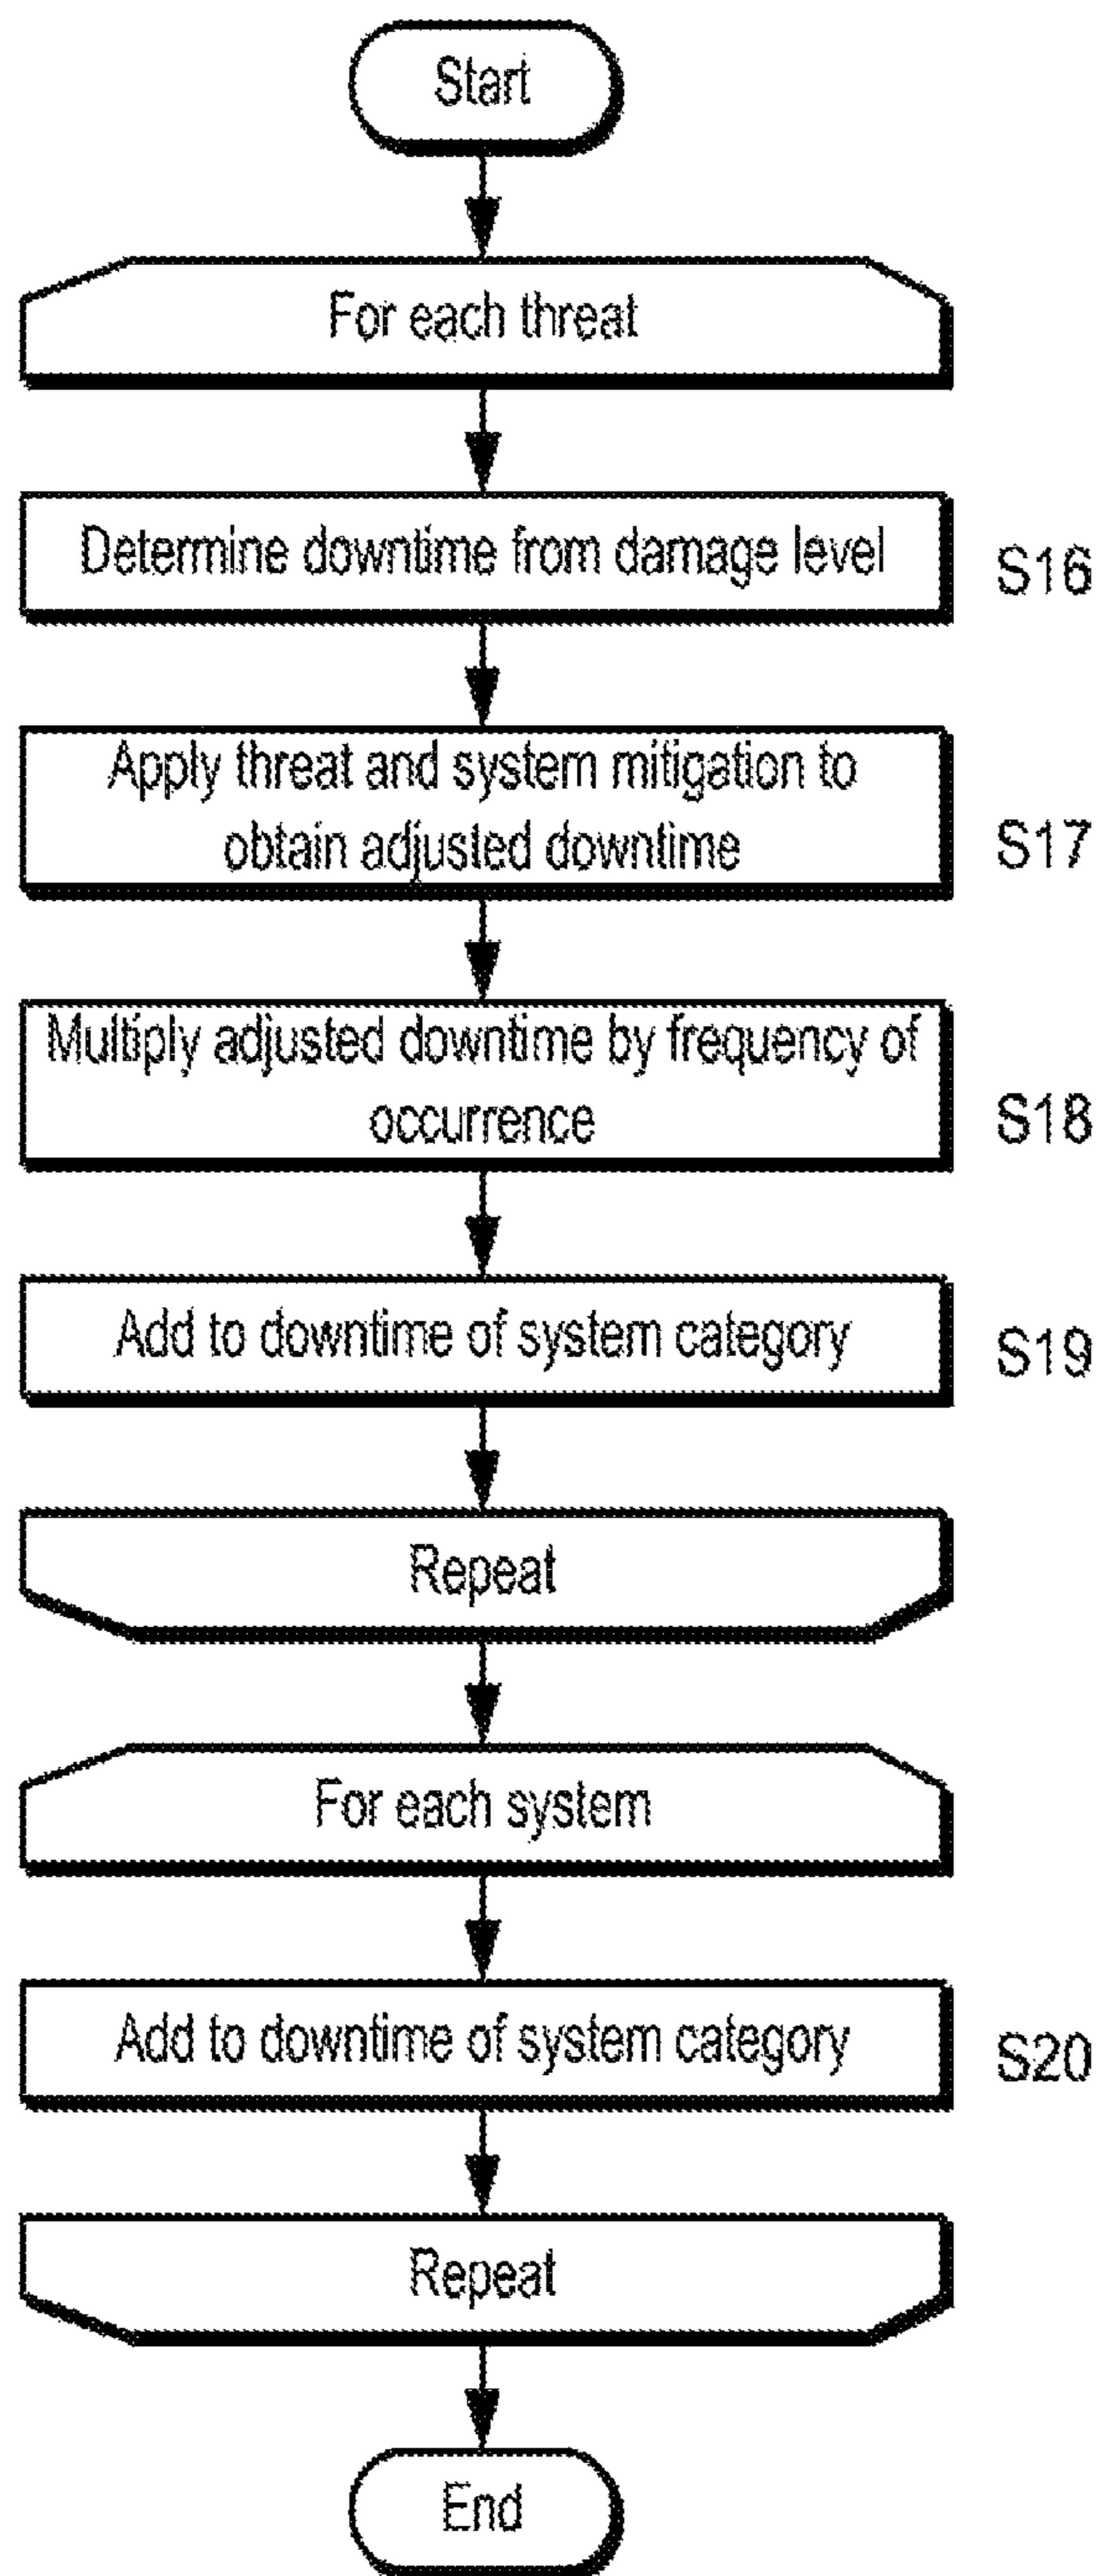 Start
For each threat
Determine downtime from damage level
S16
Apply threat and system mitigation to
obtain adjusted downtime
S17
Multiply adjusted downtime by frequency of
occurrence
S18
Add to downtime of system category
S19
Repeat
For each system
Add to downtime of system category
S20
Repeat
End